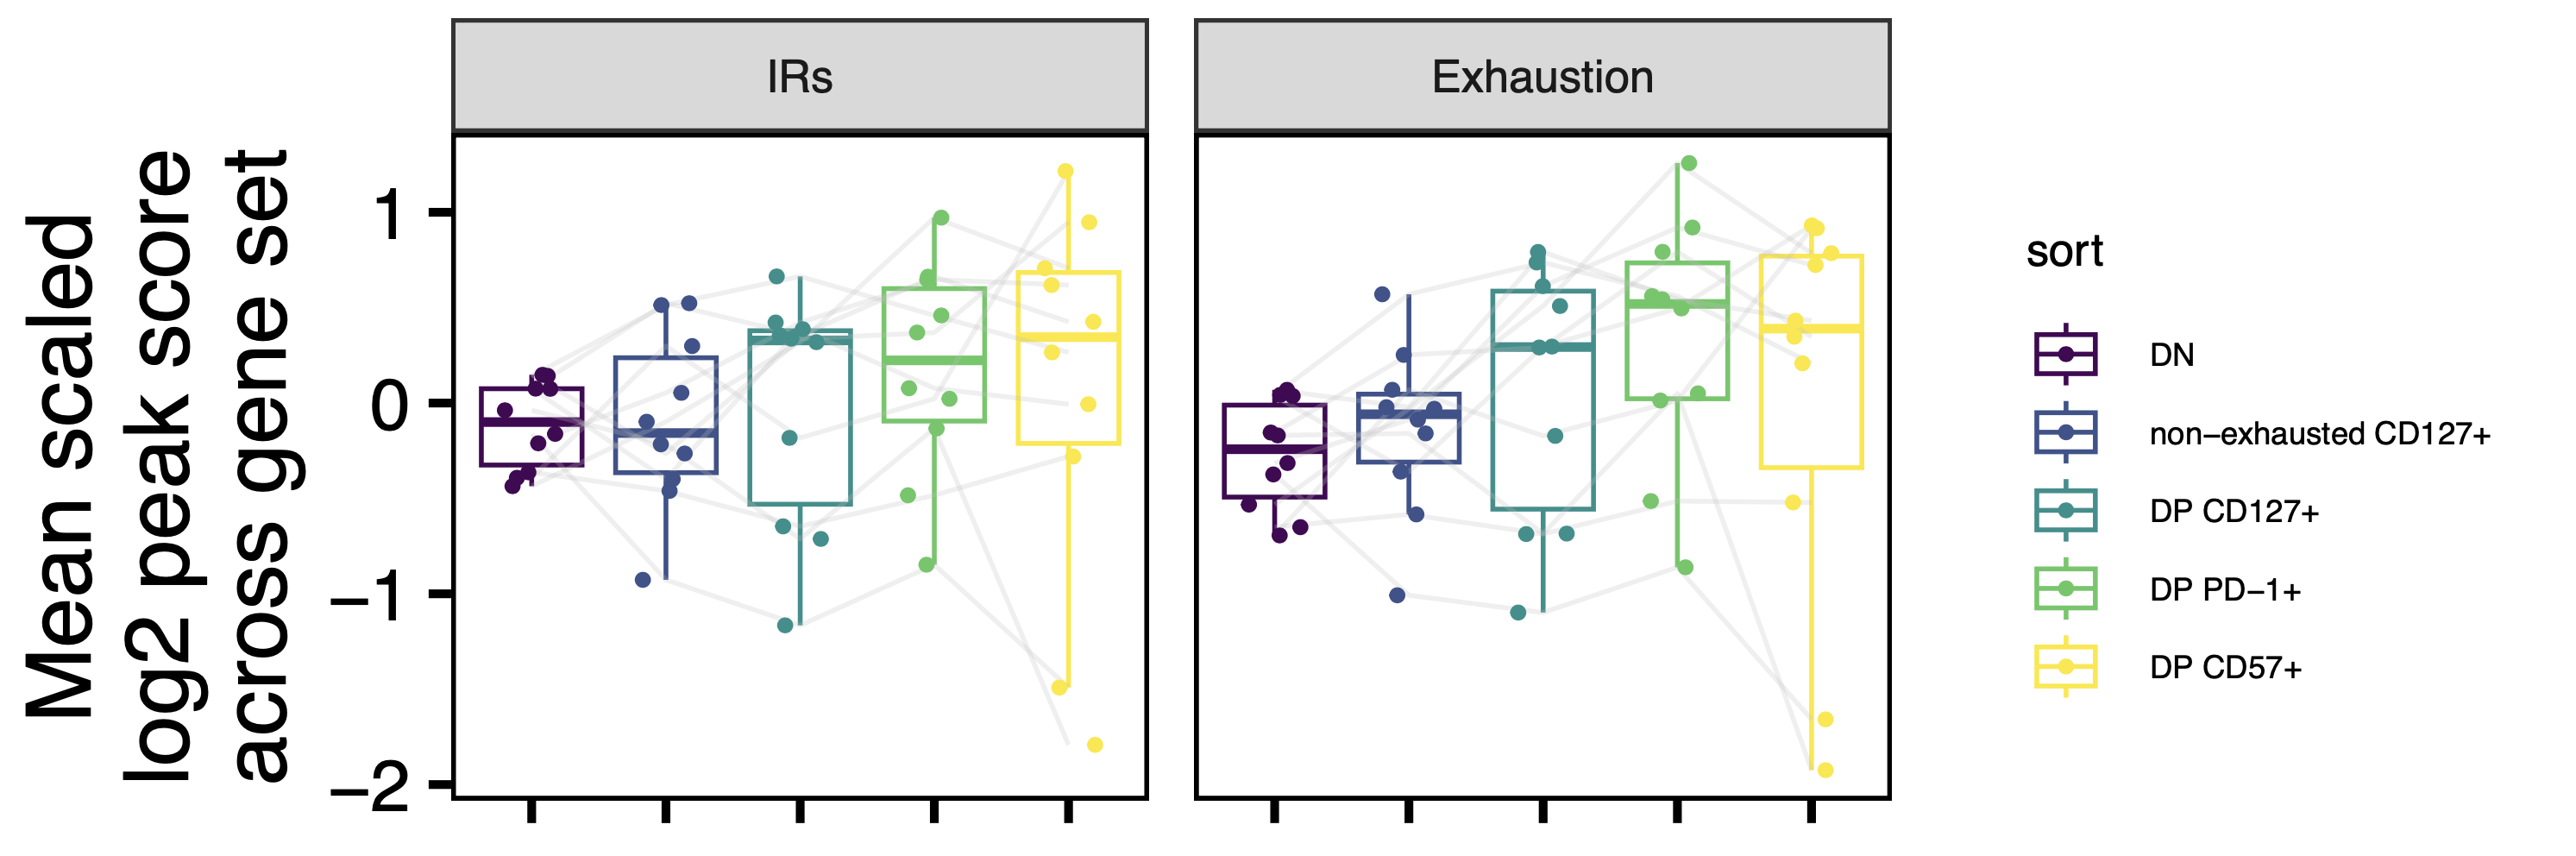 Mean scaled
log2 peak score
across gene set
IRs
Exhaustion
1
0
−1
−2
sort
DN
non−exhausted CD127+
DP CD127+
DP PD−1+
DP CD57+